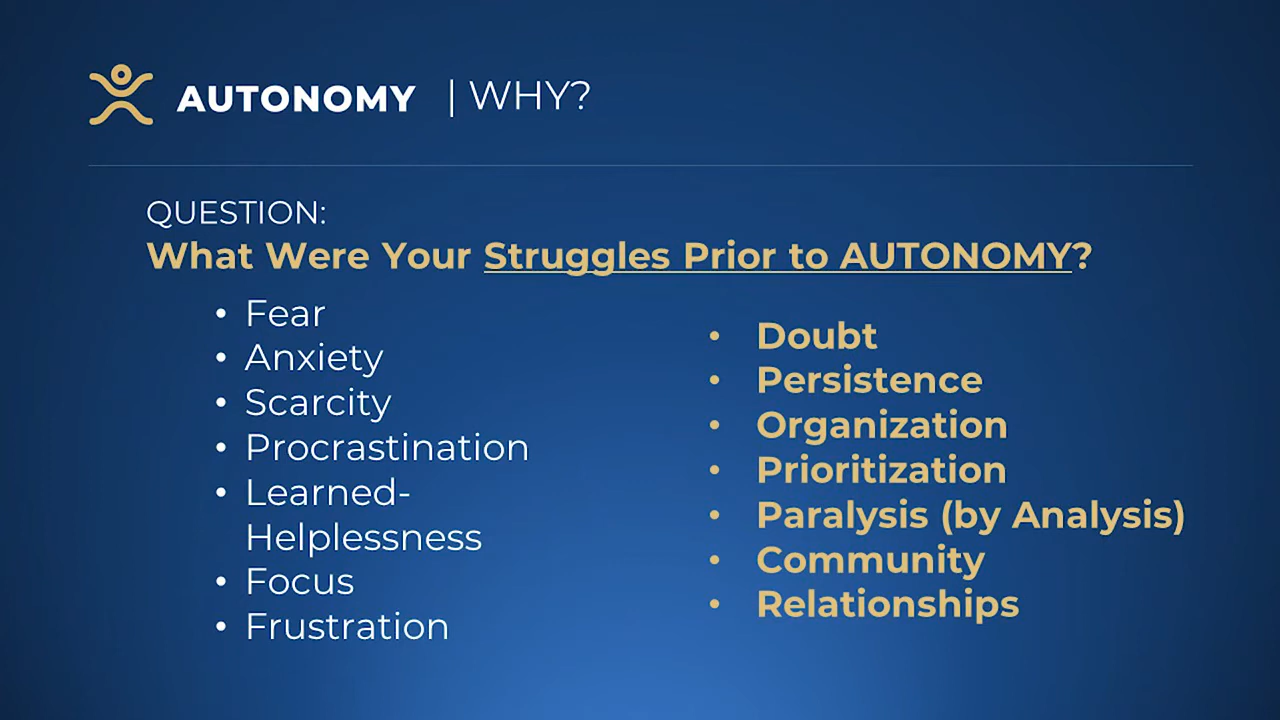 AUTONOMY | WHY?
QUESTION:
What Were Your Struggles Prior to AUTONOMY?
• Fear
• Anxiety
• Scarcity
• Procrastination
• Learned-
Helplessness
• Focus
• Frustration
• Doubt
• Persistence
• Organization
• Prioritization
• Paralysis (by Analysis)
• Community
• Relationships